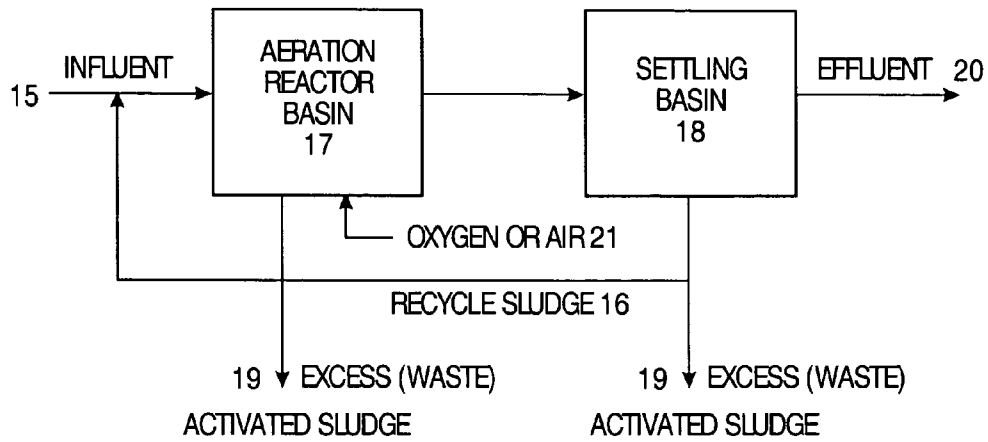 INFLUENT
15
AERATION
REACTOR
BASIN
17
SETTLING
BASIN
18
EFFLUENT 20
OXYGEN OR AIR 21
RECYCLE SLUDGE 16
19 EXCESS (WASTE)
ACTIVATED SLUDGE
19 EXCESS (WASTE)
ACTIVATED SLUDGE